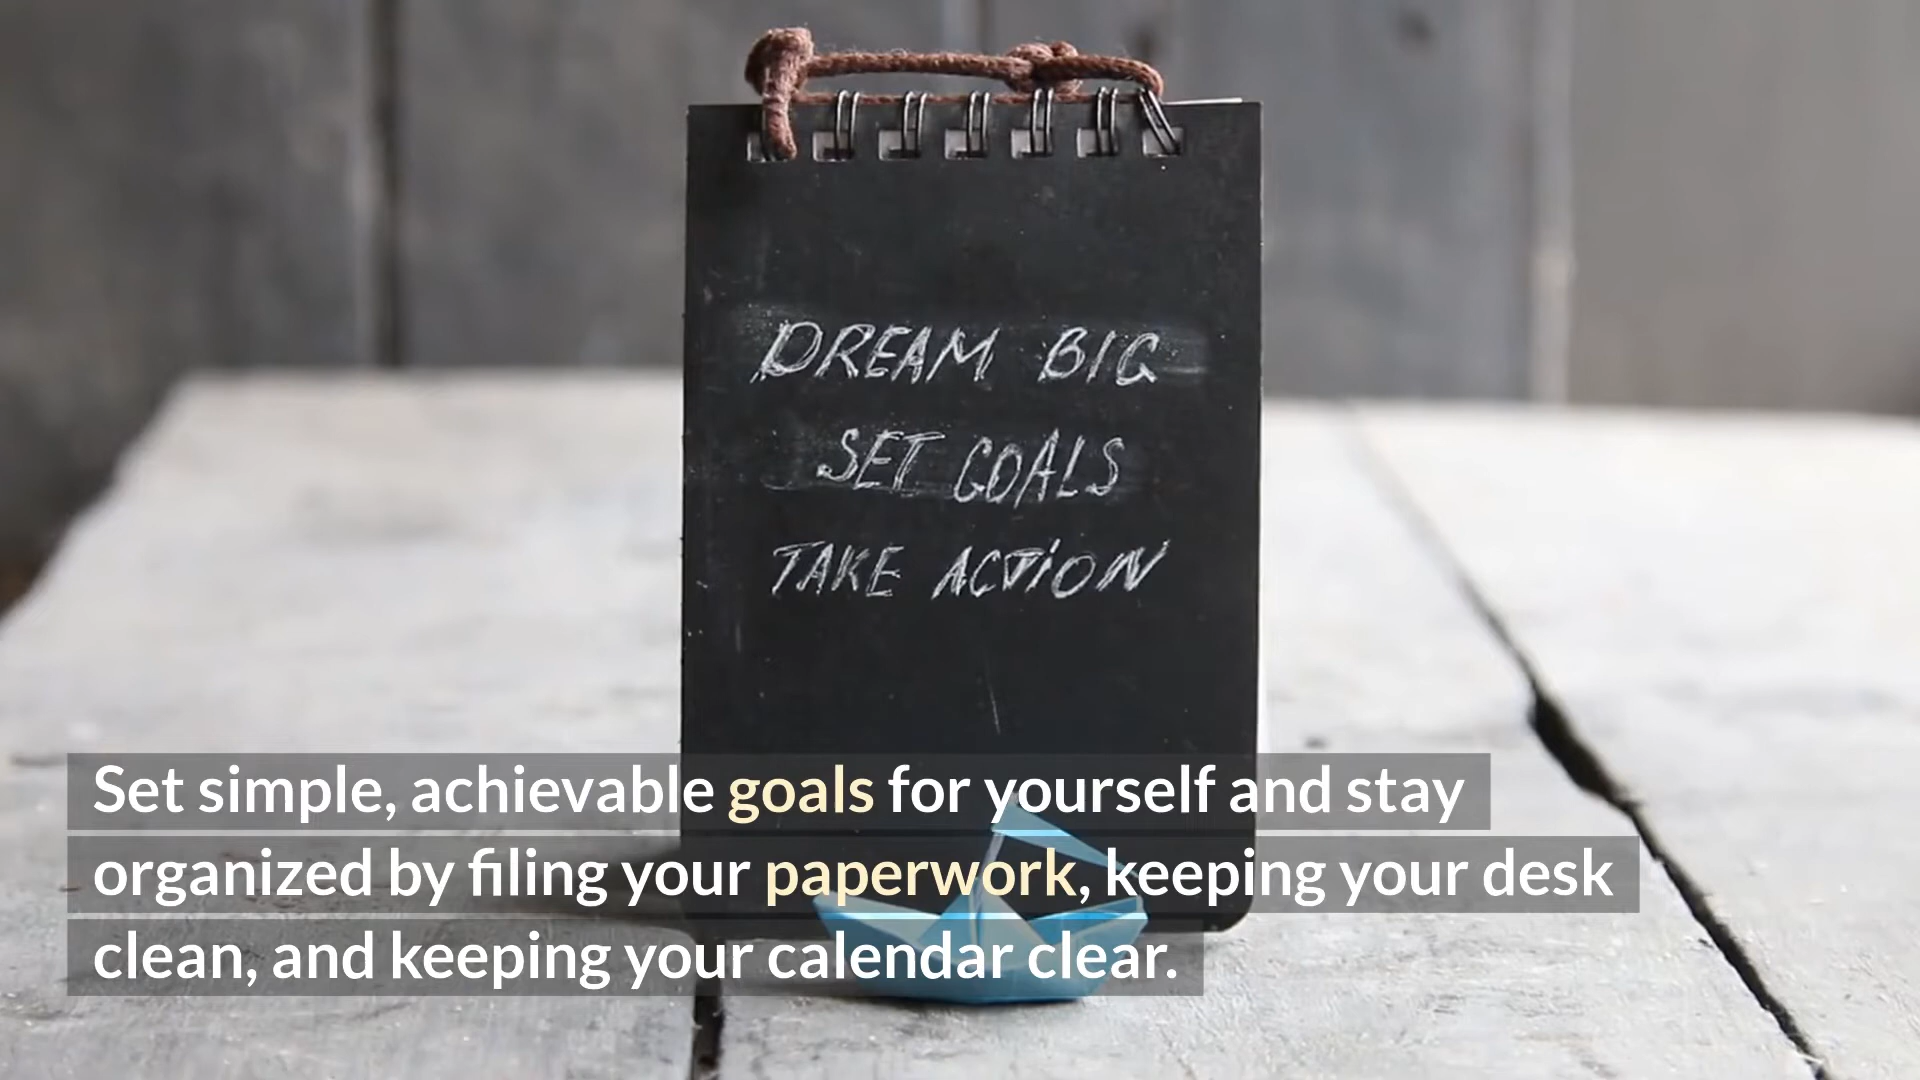 DREAM BIG
SET GOALS
TAKE ACTION
Set simple, achievable goals for yourself and stay
organized by filing your paperwork, keeping your desk
clean, and keeping your calendar clear.